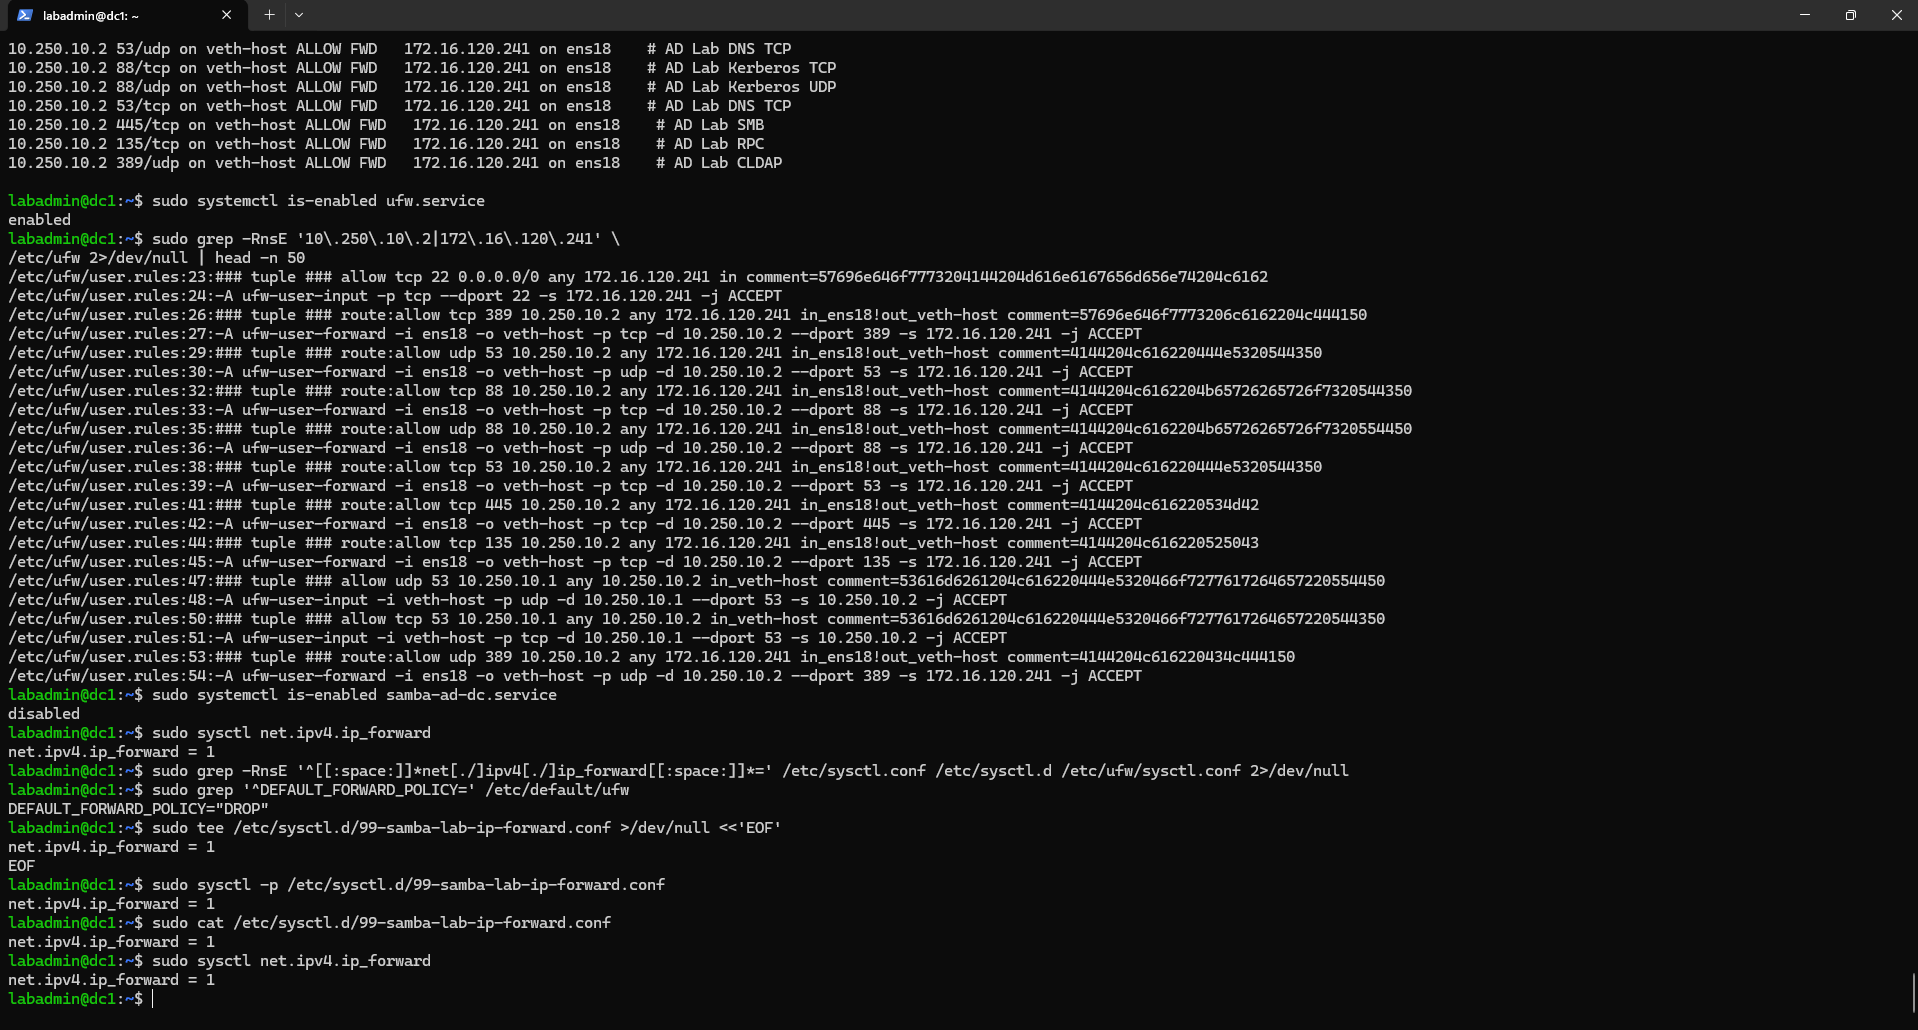 labadmin@dc1: ~
10.250.10.2 53/udp on veth-host ALLOW FWD   172.16.120.241 on ens18    # AD Lab DNS TCP
10.250.10.2 88/tcp on veth-host ALLOW FWD   172.16.120.241 on ens18    # AD Lab Kerberos TCP
10.250.10.2 88/udp on veth-host ALLOW FWD   172.16.120.241 on ens18    # AD Lab Kerberos UDP
10.250.10.2 53/tcp on veth-host ALLOW FWD   172.16.120.241 on ens18    # AD Lab DNS TCP
10.250.10.2 445/tcp on veth-host ALLOW FWD   172.16.120.241 on ens18    # AD Lab SMB
10.250.10.2 135/tcp on veth-host ALLOW FWD   172.16.120.241 on ens18    # AD Lab RPC
10.250.10.2 389/udp on veth-host ALLOW FWD   172.16.120.241 on ens18    # AD Lab CLDAP
labadmin@dc1:~$ sudo systemctl is-enabled ufw.service
enabled
labadmin@dc1:~$ sudo grep -RnsE '10\.250\.10\.2|172\.16\.120\.241' \
/etc/ufw 2>/dev/null | head -n 50
/etc/ufw/user.rules:23:### tuple ### allow tcp 22 0.0.0.0/0 any 172.16.120.241 in comment=57696e646f7773204144204d616e6167656d656e74204c6162
/etc/ufw/user.rules:24:-A ufw-user-input -p tcp --dport 22 -s 172.16.120.241 -j ACCEPT
/etc/ufw/user.rules:26:### tuple ### route:allow tcp 389 10.250.10.2 any 172.16.120.241 in_ens18!out_veth-host comment=57696e646f7773206c6162204c444150
/etc/ufw/user.rules:27:-A ufw-user-forward -i ens18 -o veth-host -p tcp -d 10.250.10.2 --dport 389 -s 172.16.120.241 -j ACCEPT
/etc/ufw/user.rules:29:### tuple ### route:allow udp 53 10.250.10.2 any 172.16.120.241 in_ens18!out_veth-host comment=4144204c616220444e5320544350
/etc/ufw/user.rules:30:-A ufw-user-forward -i ens18 -o veth-host -p udp -d 10.250.10.2 --dport 53 -s 172.16.120.241 -j ACCEPT
/etc/ufw/user.rules:32:### tuple ### route:allow tcp 88 10.250.10.2 any 172.16.120.241 in_ens18!out_veth-host comment=4144204c6162204b65726265726f7320544350
/etc/ufw/user.rules:33:-A ufw-user-forward -i ens18 -o veth-host -p tcp -d 10.250.10.2 --dport 88 -s 172.16.120.241 -j ACCEPT
/etc/ufw/user.rules:35:### tuple ### route:allow udp 88 10.250.10.2 any 172.16.120.241 in_ens18!out_veth-host comment=4144204c6162204b65726265726f7320554450
/etc/ufw/user.rules:36:-A ufw-user-forward -i ens18 -o veth-host -p udp -d 10.250.10.2 --dport 88 -s 172.16.120.241 -j ACCEPT
/etc/ufw/user.rules:38:### tuple ### route:allow tcp 53 10.250.10.2 any 172.16.120.241 in_ens18!out_veth-host comment=4144204c616220444e5320544350
/etc/ufw/user.rules:39:-A ufw-user-forward -i ens18 -o veth-host -p tcp -d 10.250.10.2 --dport 53 -s 172.16.120.241 -j ACCEPT
/etc/ufw/user.rules:41:### tuple ### route:allow tcp 445 10.250.10.2 any 172.16.120.241 in_ens18!out_veth-host comment=4144204c616220534d42
/etc/ufw/user.rules:42:-A ufw-user-forward -i ens18 -o veth-host -p tcp -d 10.250.10.2 --dport 445 -s 172.16.120.241 -j ACCEPT
/etc/ufw/user.rules:44:### tuple ### route:allow tcp 135 10.250.10.2 any 172.16.120.241 in_ens18!out_veth-host comment=4144204c616220525043
/etc/ufw/user.rules:45:-A ufw-user-forward -i ens18 -o veth-host -p tcp -d 10.250.10.2 --dport 135 -s 172.16.120.241 -j ACCEPT
/etc/ufw/user.rules:47:### tuple ### allow udp 53 10.250.10.1 any 10.250.10.2 in_veth-host comment=53616d6261204c616220444e5320466f7277617264657220554450
/etc/ufw/user.rules:48:-A ufw-user-input -i veth-host -p udp -d 10.250.10.1 --dport 53 -s 10.250.10.2 -j ACCEPT
/etc/ufw/user.rules:50:### tuple ### allow tcp 53 10.250.10.1 any 10.250.10.2 in_veth-host comment=53616d6261204c616220444e5320466f7277617264657220544350
/etc/ufw/user.rules:51:-A ufw-user-input -i veth-host -p tcp -d 10.250.10.1 --dport 53 -s 10.250.10.2 -j ACCEPT
/etc/ufw/user.rules:53:### tuple ### route:allow udp 389 10.250.10.2 any 172.16.120.241 in_ens18!out_veth-host comment=4144204c616220434c444150
/etc/ufw/user.rules:54:-A ufw-user-forward -i ens18 -o veth-host -p udp -d 10.250.10.2 --dport 389 -s 172.16.120.241 -j ACCEPT
labadmin@dc1:~$ sudo systemctl is-enabled samba-ad-dc.service
disabled
labadmin@dc1:~$ sudo sysctl net.ipv4.ip_forward
net.ipv4.ip_forward = 1
labadmin@dc1:~$ sudo grep -RnsE '^[[:space:]]*net[./]ipv4[./]ip_forward[[:space:]]*=' /etc/sysctl.conf /etc/sysctl.d /etc/ufw/sysctl.conf 2>/dev/null
labadmin@dc1:~$ sudo grep '^DEFAULT_FORWARD_POLICY=' /etc/default/ufw
DEFAULT_FORWARD_POLICY="DROP"
labadmin@dc1:~$ sudo tee /etc/sysctl.d/99-samba-lab-ip-forward.conf >/dev/null <<'EOF'
net.ipv4.ip_forward = 1
EOF
labadmin@dc1:~$ sudo sysctl -p /etc/sysctl.d/99-samba-lab-ip-forward.conf
net.ipv4.ip_forward = 1
labadmin@dc1:~$ sudo cat /etc/sysctl.d/99-samba-lab-ip-forward.conf
net.ipv4.ip_forward = 1
labadmin@dc1:~$ sudo sysctl net.ipv4.ip_forward
net.ipv4.ip_forward = 1
labadmin@dc1:~$